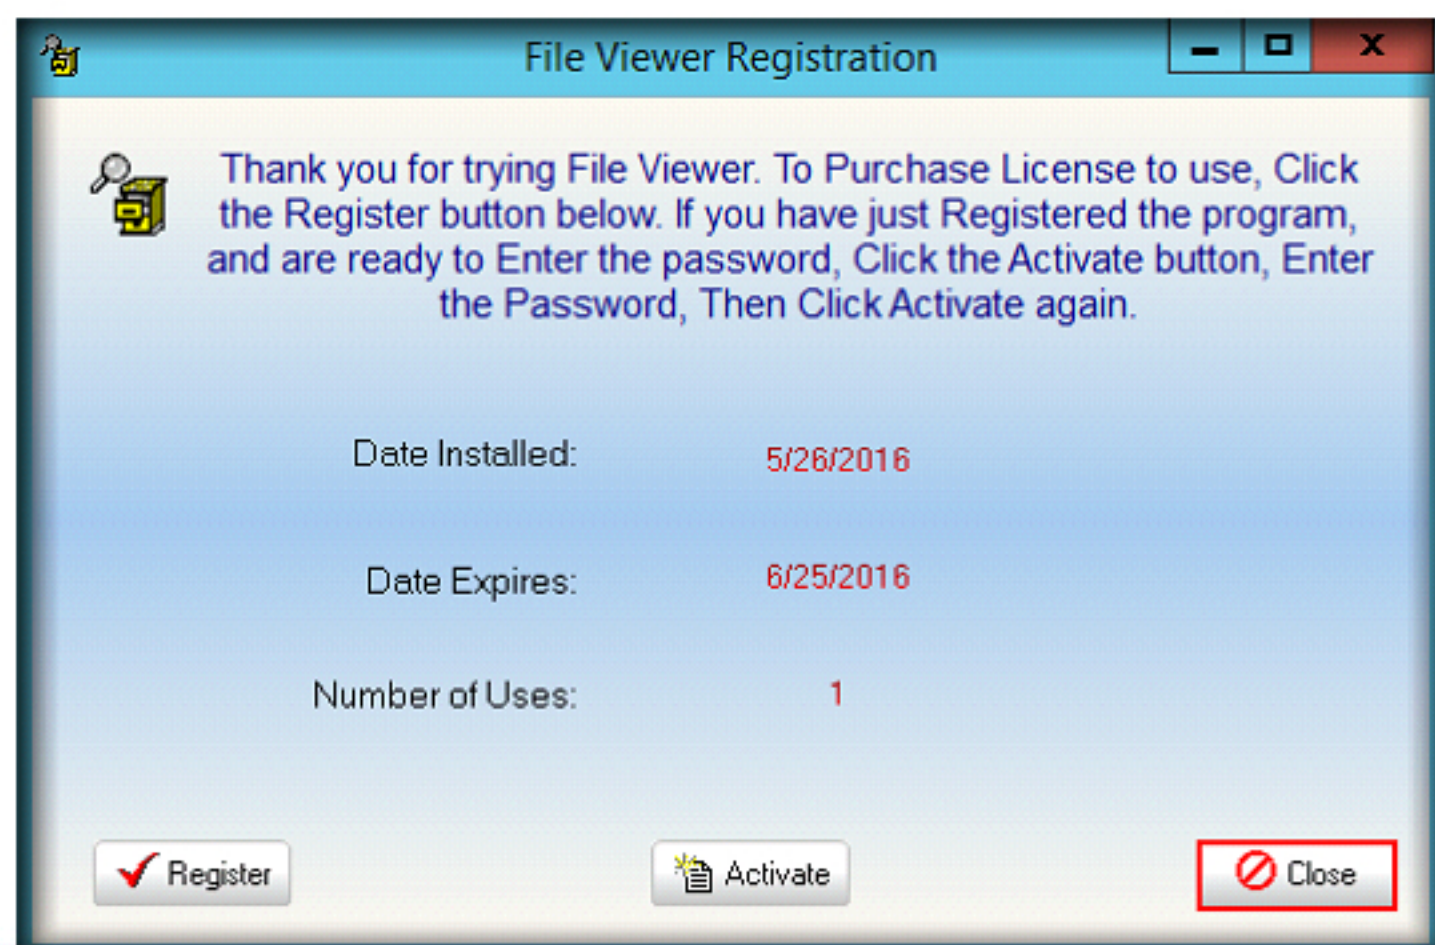 File Viewer Registration
Thank you for trying File Viewer. To Purchase License to use, Click
the Register button below. If you have just Registered the program,
and are ready to Enter the password, Click the Activate button, Enter
the Password, Then Click Activate again.
Date Installed: 5/26/2016
Date Expires: 6/25/2016
Number of Uses: 1
Register Activate Close